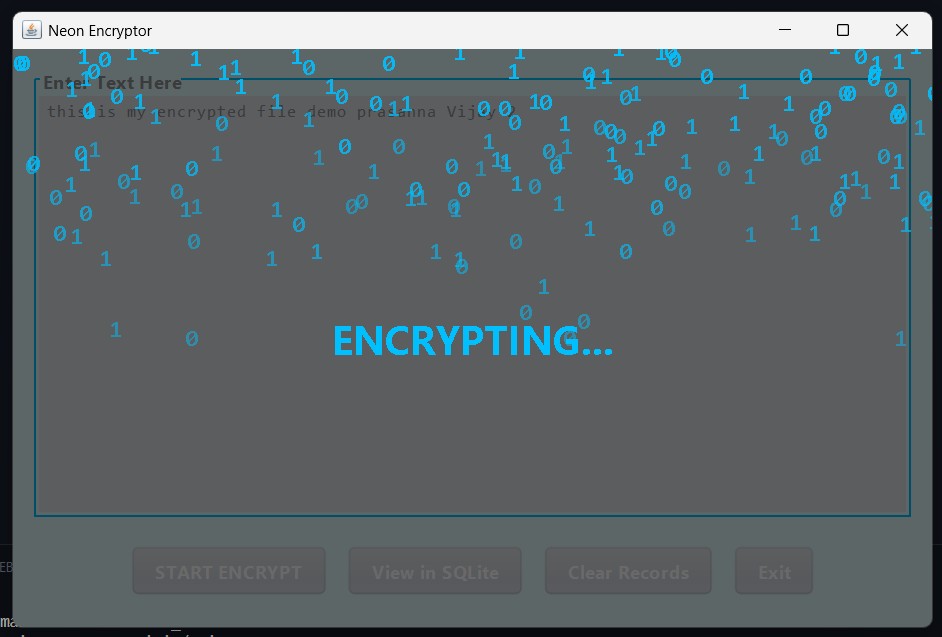 Neon Encryptor
Enter Text Here
this is my encrypted file demo prasanna Vijay
ENCRYPTING...
START ENCRYPT
View in SQLite
Clear Records
Exit